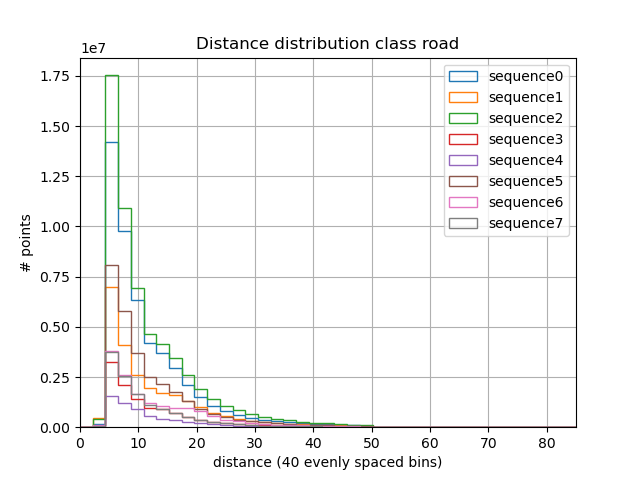 Distance distribution class road
1e7
1.75
1.50
1.25
1.00
0.75
0.50
0.25
0.00
# points
sequence0
sequence1
sequence2
sequence3
sequence4
sequence5
sequence6
sequence7
0 10 20 30 40 50 60 70 80
distance (40 evenly spaced bins)